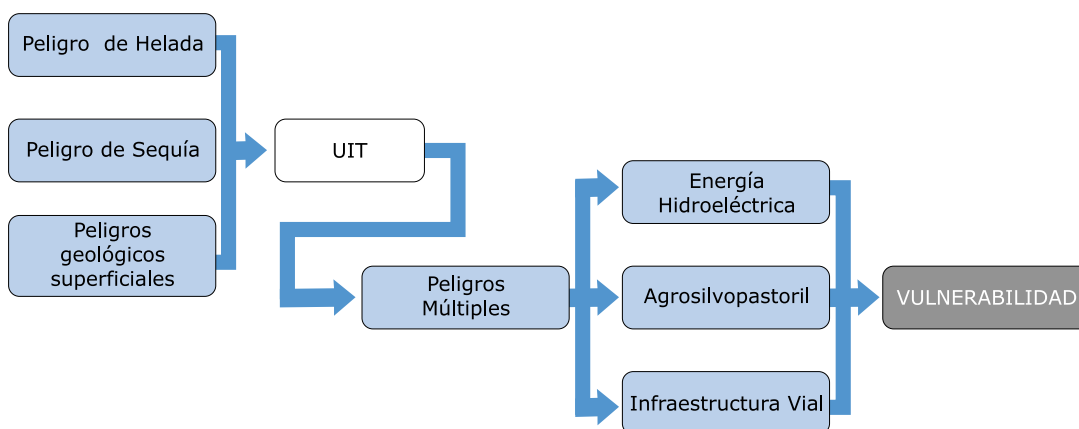 Peligro de Helada
Peligro de Sequía
Peligros
geológicos
superficiales
UIT
Peligros
Múltiples
Energía
Hidroeléctrica
Agrosilvopastoril
Infraestructura Vial
VULNERABILIDAD